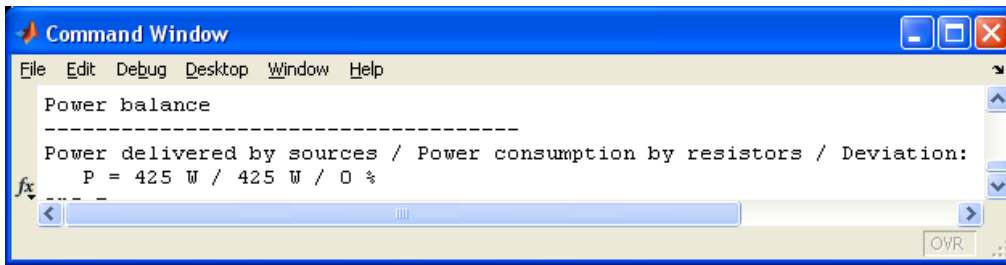 Command Window
File Edit Debug Desktop Window Help
Power balance
-------------------------------------
Power delivered by sources / Power consumption by resistors / Deviation:
P = 425 W / 425 W / 0 %
fx
OVR